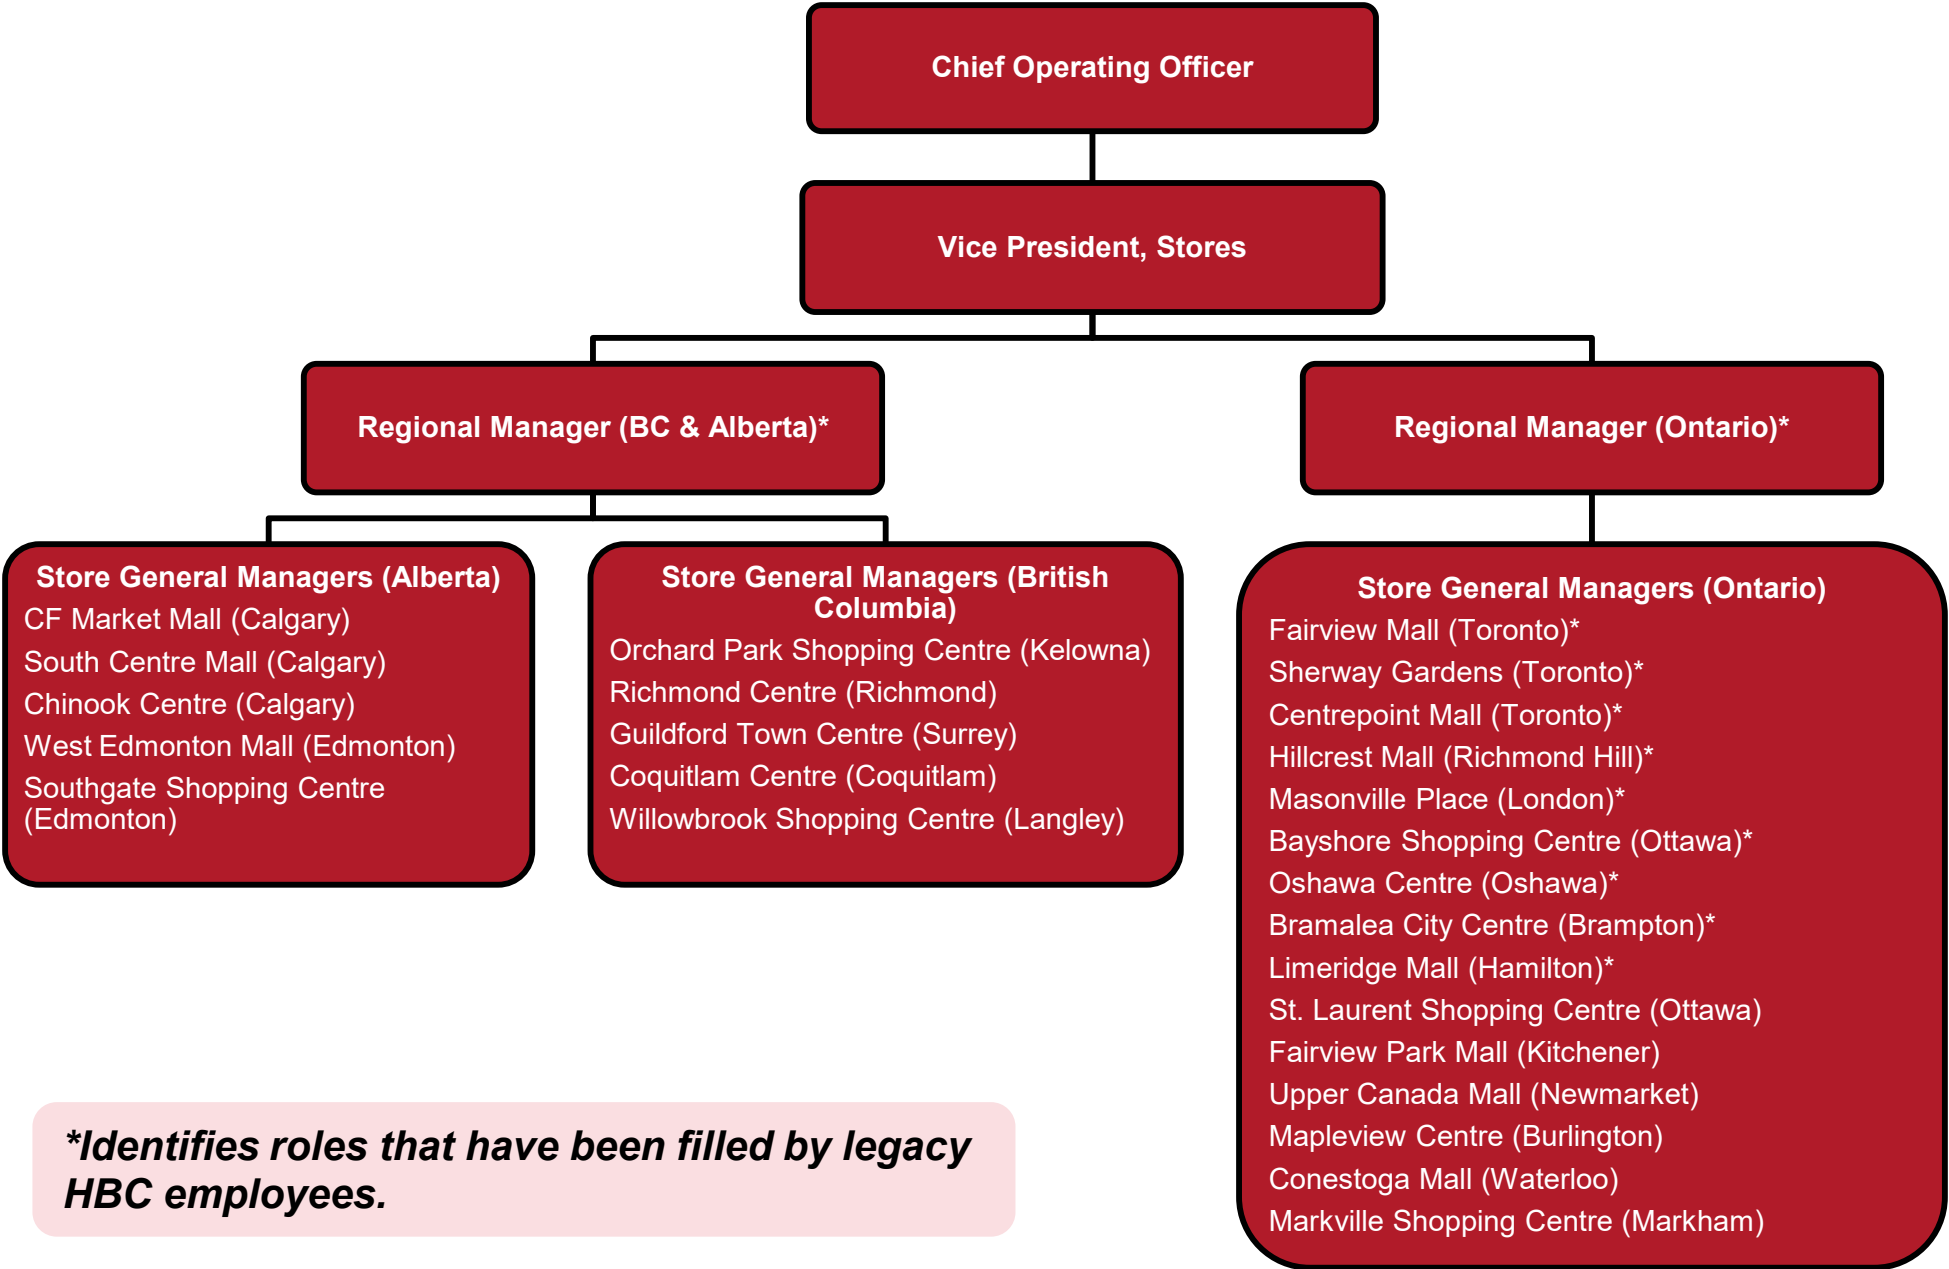 Chief Operating Officer
Vice President, Stores
Regional Manager (BC & Alberta)*
Regional Manager (Ontario)*
Store General Managers (Alberta)
CF Market Mall (Calgary)
South Centre Mall (Calgary)
Chinook Centre (Calgary)
West Edmonton Mall (Edmonton)
Southgate Shopping Centre
(Edmonton)
Store General Managers (British
Columbia)
Orchard Park Shopping Centre (Kelowna)
Richmond Centre (Richmond)
Guildford Town Centre (Surrey)
Coquitlam Centre (Coquitlam)
Willowbrook Shopping Centre (Langley)
Store General Managers (Ontario)
Fairview Mall (Toronto)*
Sherway Gardens (Toronto)*
Centrepoint Mall (Toronto)*
Hillcrest Mall (Richmond Hill)*
Masonville Place (London)*
Bayshore Shopping Centre (Ottawa)*
Oshawa Centre (Oshawa)*
Bramalea City Centre (Brampton)*
Limeridge Mall (Hamilton)*
St. Laurent Shopping Centre (Ottawa)
Fairview Park Mall (Kitchener)
Upper Canada Mall (Newmarket)
Mapleview Centre (Burlington)
Conestoga Mall (Waterloo)
Markville Shopping Centre (Markham)
*Identifies roles that have been filled by legacy
HBC employees.